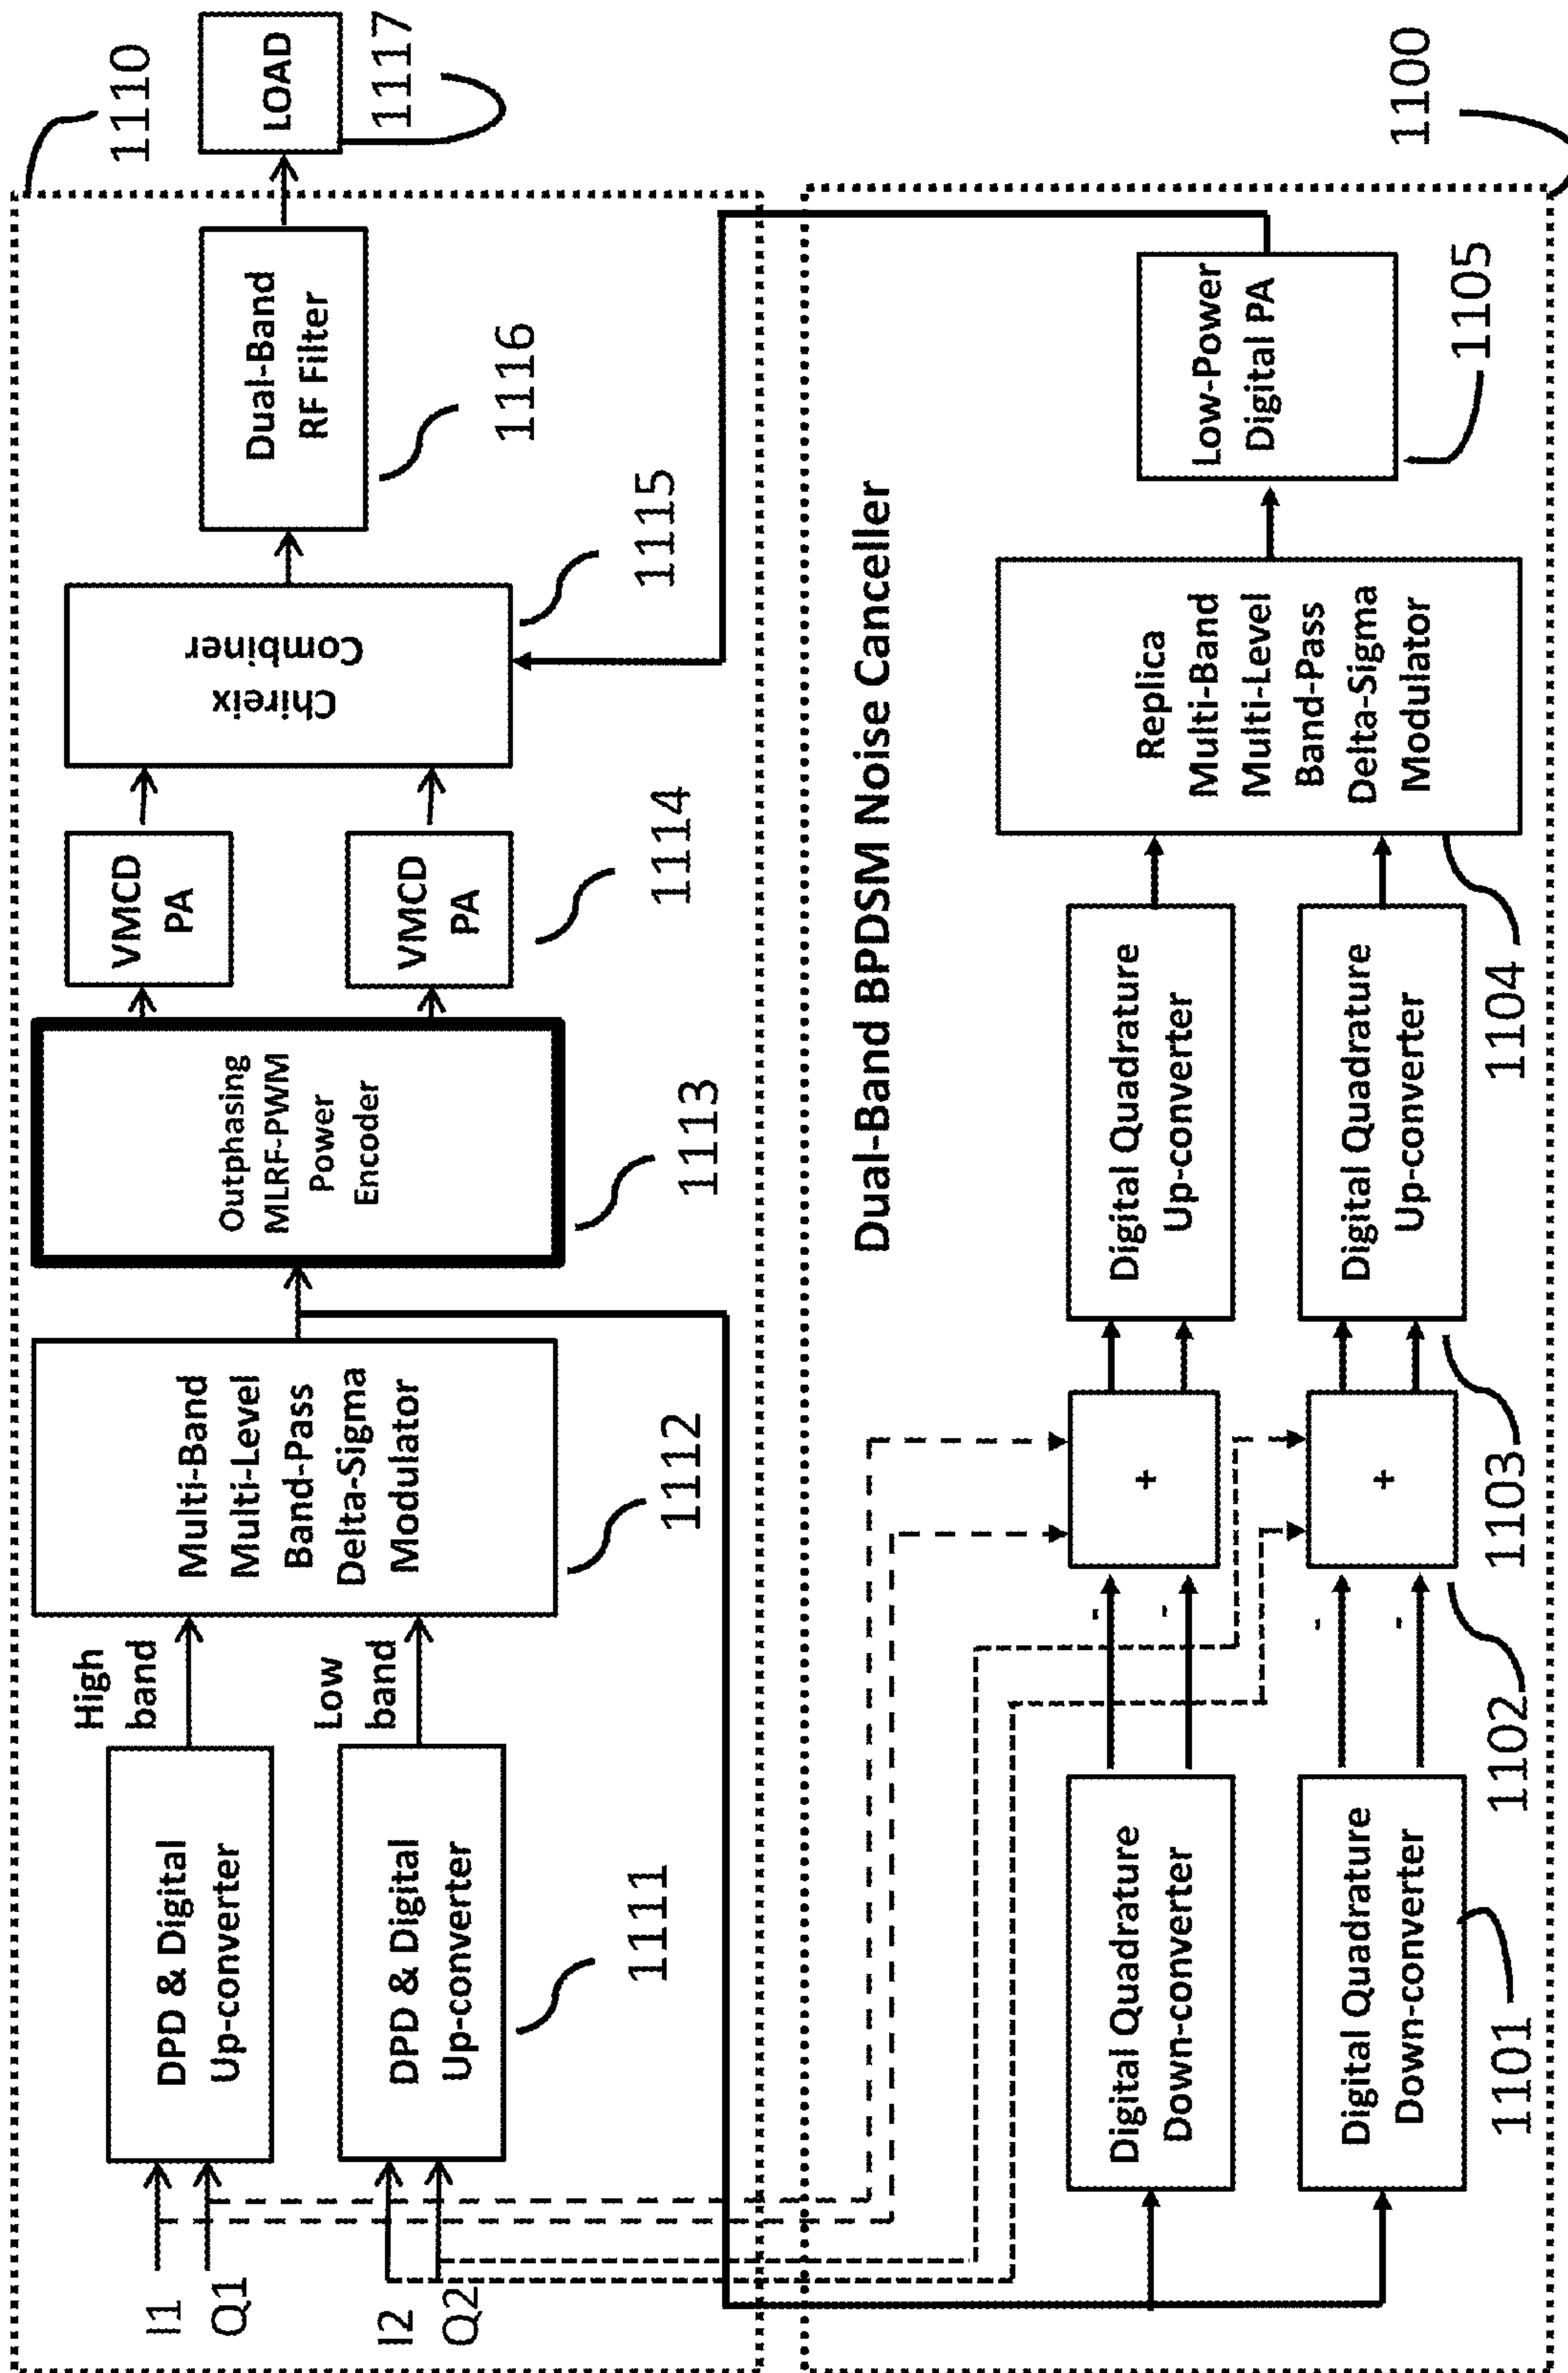 I1
Q1
I2
Q2
DPD & Digital
Up-converter
DPD & Digital
Up-converter
1111
High
band
Low
band
Multi-Band
Multi-Level
Band-Pass
Delta-Sigma
Modulator
1112
Outphasing
MLRF-PWM
Power
Encoder
1113
VMCD
PA
VMCD
PA
1114
Chireix
Combiner
1115
Dual-Band
RF Filter
1116
LOAD
1117
1110
Dual-Band BPDSM Noise Canceller
Digital Quadrature
Down-converter
Digital Quadrature
Down-converter
1101
-
-
-
-
+
+
1102
Digital Quadrature
Up-converter
Digital Quadrature
Up-converter
1103
Replica
Multi-Band
Multi-Level
Band-Pass
Delta-Sigma
Modulator
1104
Low-Power
Digital PA
1105
1100